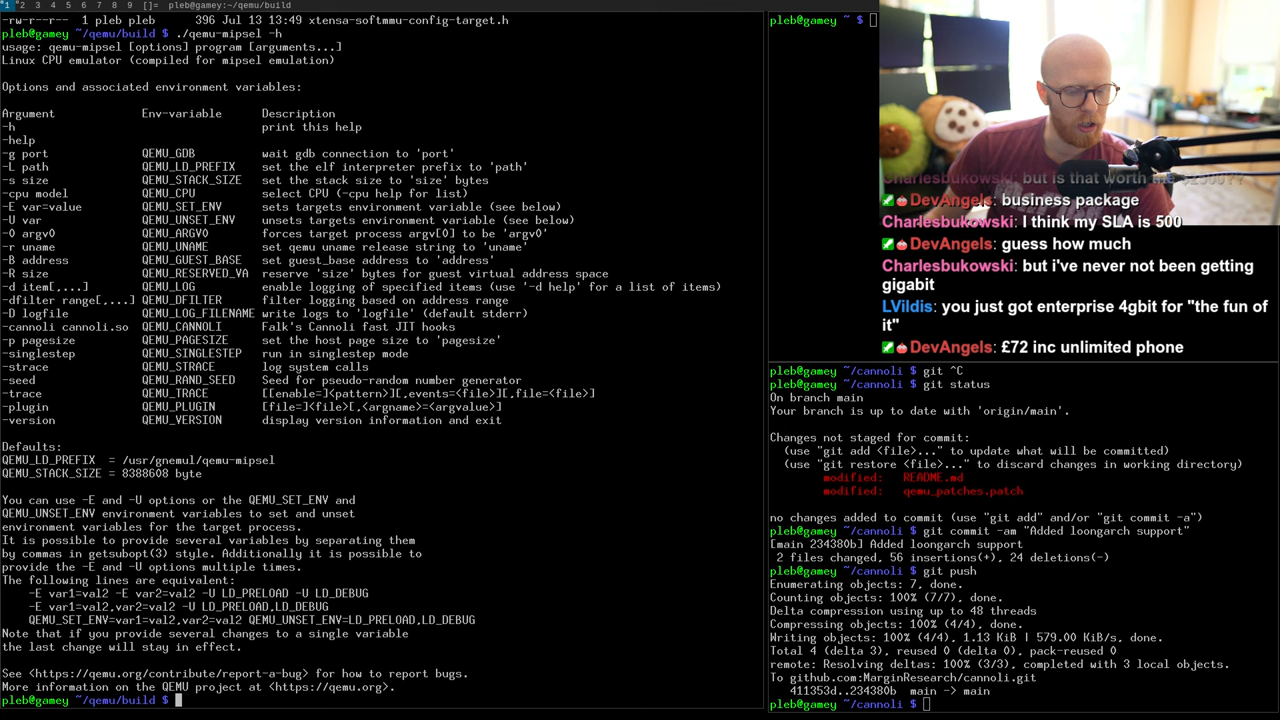 1 2 3 4 5 6 7 8 9 []= pleb@gamey:~/qemu/build
-rw-r--r-- 1 pleb pleb 396 Jul 13 13:49 xtensa-softmmu-config-target.h
pleb@gamey ~/qemu/build $ ./qemu-mipsel -h
usage: qemu-mipsel [options] program [arguments...]
Linux CPU emulator (compiled for mipsel emulation)
Options and associated environment variables:
Argument Env-variable Description
-h print this help
-help
-g port QEMU_GDB wait gdb connection to 'port'
-L path QEMU_LD_PREFIX set the elf interpreter prefix to 'path'
-s size QEMU_STACK_SIZE set the stack size to 'size' bytes
-cpu model QEMU_CPU select CPU (-cpu help for list)
-E var=value QEMU_SET_ENV sets targets environment variable (see below)
-U var QEMU_UNSET_ENV unsets targets environment variable (see below)
-0 argv0 QEMU_ARGV0 forces target process argv[0] to be 'argv0'
-r uname QEMU_UNAME set qemu uname release string to 'uname'
-B address QEMU_GUEST_BASE set guest_base address to 'address'
-R size QEMU_RESERVED_VA reserve 'size' bytes for guest virtual address space
-d item[,...] QEMU_LOG enable logging of specified items (use '-d help' for a list of items)
-dfilter range[,...] QEMU_DFILTER filter logging based on address range
-D logfile QEMU_LOG_FILENAME write logs to 'logfile' (default stderr)
-cannoli cannoli.so QEMU_CANNOLI Falk's Cannoli fast JIT hooks
-p pagesize QEMU_PAGESIZE set the host page size to 'pagesize'
-singlestep QEMU_SINGLESTEP run in singlestep mode
-strace QEMU_STRACE log system calls
-seed QEMU_RAND_SEED Seed for pseudo-random number generator
-trace QEMU_TRACE [[enable=]<pattern>][,events=<file>][,file=<file>]
-plugin QEMU_PLUGIN [file=]<file>[,<argname>=<argvalue>]
-version QEMU_VERSION display version information and exit
Defaults:
QEMU_LD_PREFIX = /usr/gnemul/qemu-mipsel
QEMU_STACK_SIZE = 8388608 byte
You can use -E and -U options or the QEMU_SET_ENV and
QEMU_UNSET_ENV environment variables to set and unset
environment variables for the target process.
It is possible to provide several variables by separating them
by commas in getsubopt(3) style. Additionally it is possible to
provide the -E and -U options multiple times.
The following lines are equivalent:
-E var1=val2 -E var2=val2 -U LD_PRELOAD -U LD_DEBUG
-E var1=val2,var2=val2 -U LD_PRELOAD,LD_DEBUG
QEMU_SET_ENV=var1=val2,var2=val2 QEMU_UNSET_ENV=LD_PRELOAD,LD_DEBUG
Note that if you provide several changes to a single variable
the last change will stay in effect.
See <https://qemu.org/contribute/report-a-bug> for how to report bugs.
More information on the QEMU project at <https://qemu.org>.
pleb@gamey ~/qemu/build $
pleb@gamey ~ $
Charlesbukowski: but is that worth the $2500??
DevAngels: business package
Charlesbukowski: I think my SLA is 500
DevAngels: guess how much
Charlesbukowski: but i've never not been getting
gigabit
LVildis: you just got enterprise 4gbit for "the fun of
it"
DevAngels: £72 inc unlimited phone
pleb@gamey ~/cannoli $ git ^C
pleb@gamey ~/cannoli $ git status
On branch main
Your branch is up to date with 'origin/main'.
Changes not staged for commit:
(use "git add <file>..." to update what will be committed)
(use "git restore <file>..." to discard changes in working directory)
modified: README.md
modified: qemu_patches.patch
no changes added to commit (use "git add" and/or "git commit -a")
pleb@gamey ~/cannoli $ git commit -am "Added loongarch support"
[main 234380b] Added loongarch support
2 files changed, 56 insertions(+), 24 deletions(-)
pleb@gamey ~/cannoli $ git push
Enumerating objects: 7, done.
Counting objects: 100% (7/7), done.
Delta compression using up to 48 threads
Compressing objects: 100% (4/4), done.
Writing objects: 100% (4/4), 1.13 KiB | 579.00 KiB/s, done.
Total 4 (delta 3), reused 0 (delta 0), pack-reused 0
remote: Resolving deltas: 100% (3/3), completed with 3 local objects.
To github.com:MarginResearch/cannoli.git
411353d..234380b main -> main
pleb@gamey ~/cannoli $